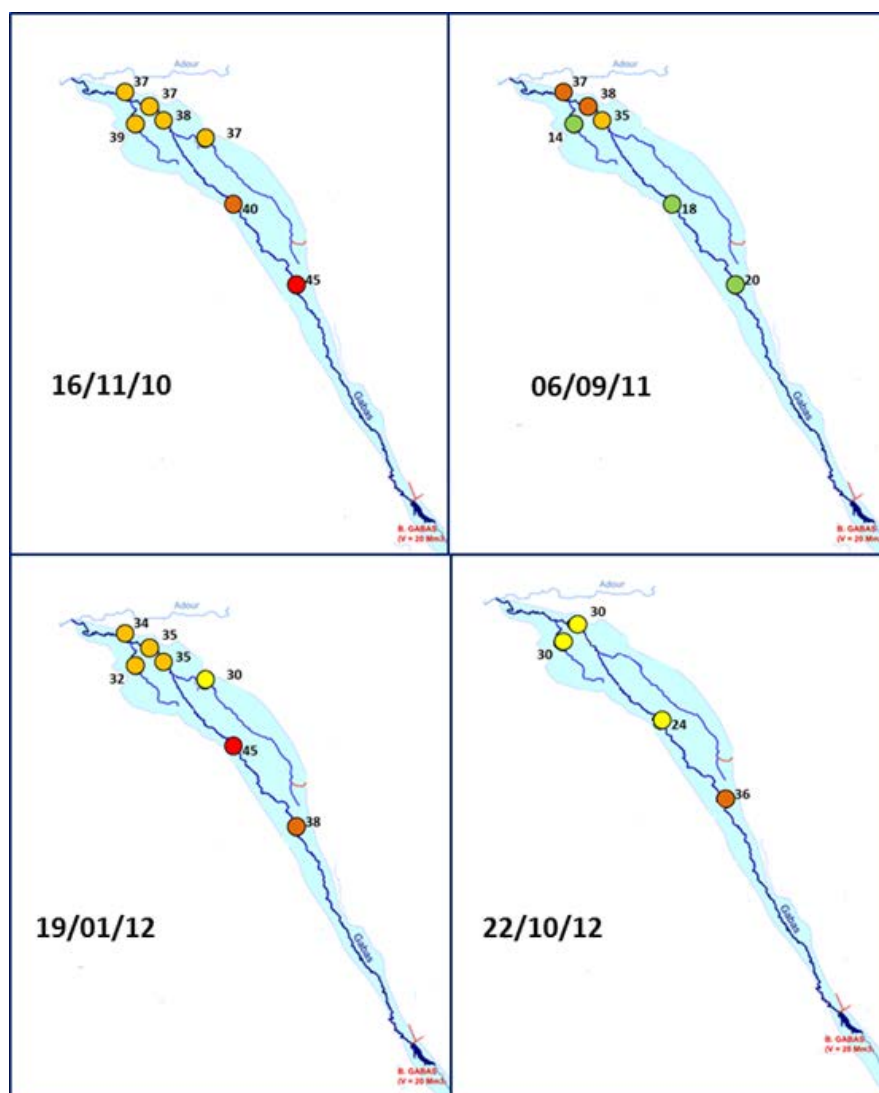 Adour
37
37
38
39
37
40
45
16/11/10
Gabas
B. GABAS
(V = 20 Mm3
Adour
37
38
35
14
18
20
06/09/11
Gabas
B. GABAS
(V = 20 Mm3
Adour
34
35
35
32
30
45
38
19/01/12
Gabas
B. GABAS
(V = 20 Mm3
Adour
30
30
24
36
22/10/12
Gabas
B. GABAS
(V = 20 Mm3